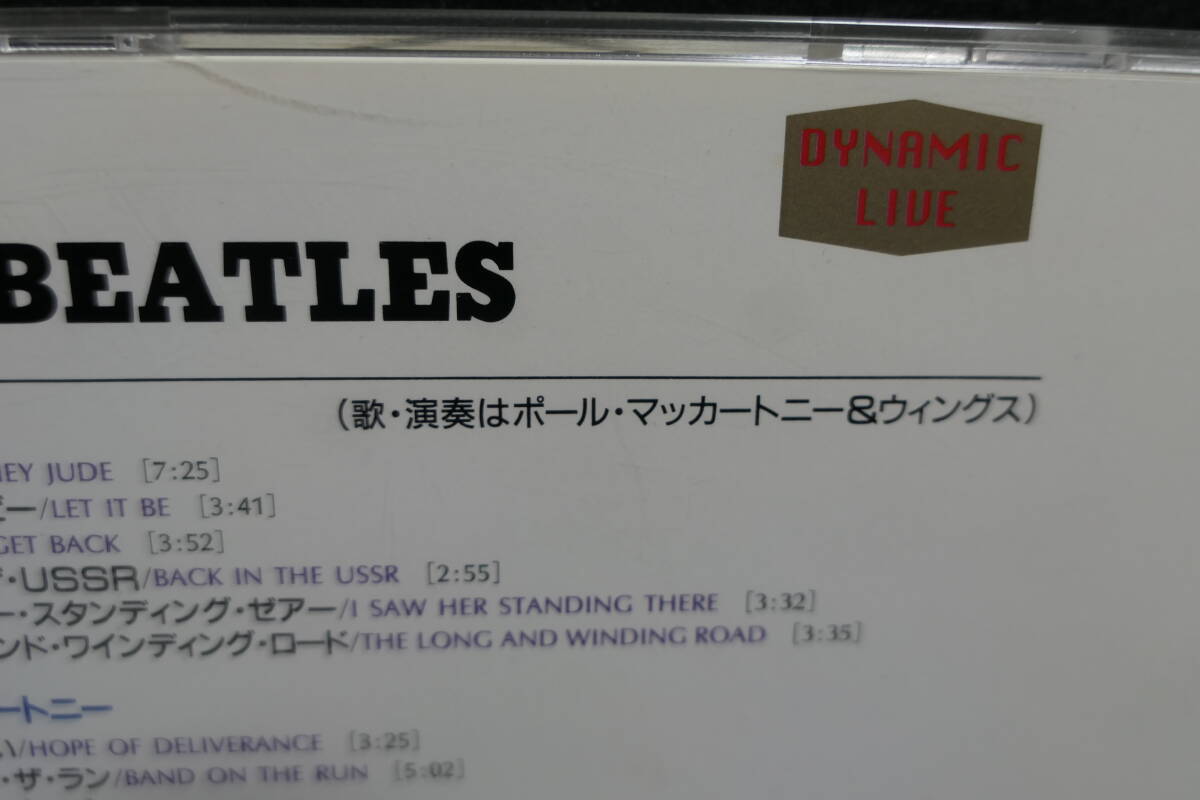 DYNAMIC
LIVE
BEATLES
（歌・演奏はポール・マッカートニー&ウィングス）
HEY JUDE [7:25]
ビー/LET IT BE [3:41]
GET BACK [3:52]
・USSR/BACK IN THE USSR [2:55]
ー・スタンディング・ゼアー/I SAW HER STANDING THERE [3:32]
ンド・ワインディング・ロード/THE LONG AND WINDING ROAD [3:35]
ートニー
い/HOPE OF DELIVERANCE [3:25]
・ザ・ラン/BAND ON THE RUN [5:02]